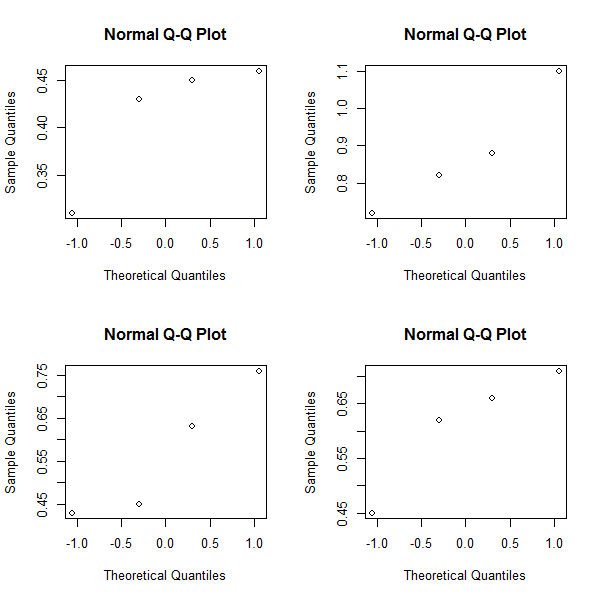 Normal Q-Q Plot
Sample Quantiles
0.35 0.40 0.45
-1.0 -0.5 0.0 0.5 1.0
Theoretical Quantiles
Normal Q-Q Plot
Sample Quantiles
0.8 0.9 1.0 1.1
-1.0 -0.5 0.0 0.5 1.0
Theoretical Quantiles
Normal Q-Q Plot
Sample Quantiles
0.45 0.55 0.65 0.75
-1.0 -0.5 0.0 0.5 1.0
Theoretical Quantiles
Normal Q-Q Plot
Sample Quantiles
0.45 0.55 0.65
-1.0 -0.5 0.0 0.5 1.0
Theoretical Quantiles